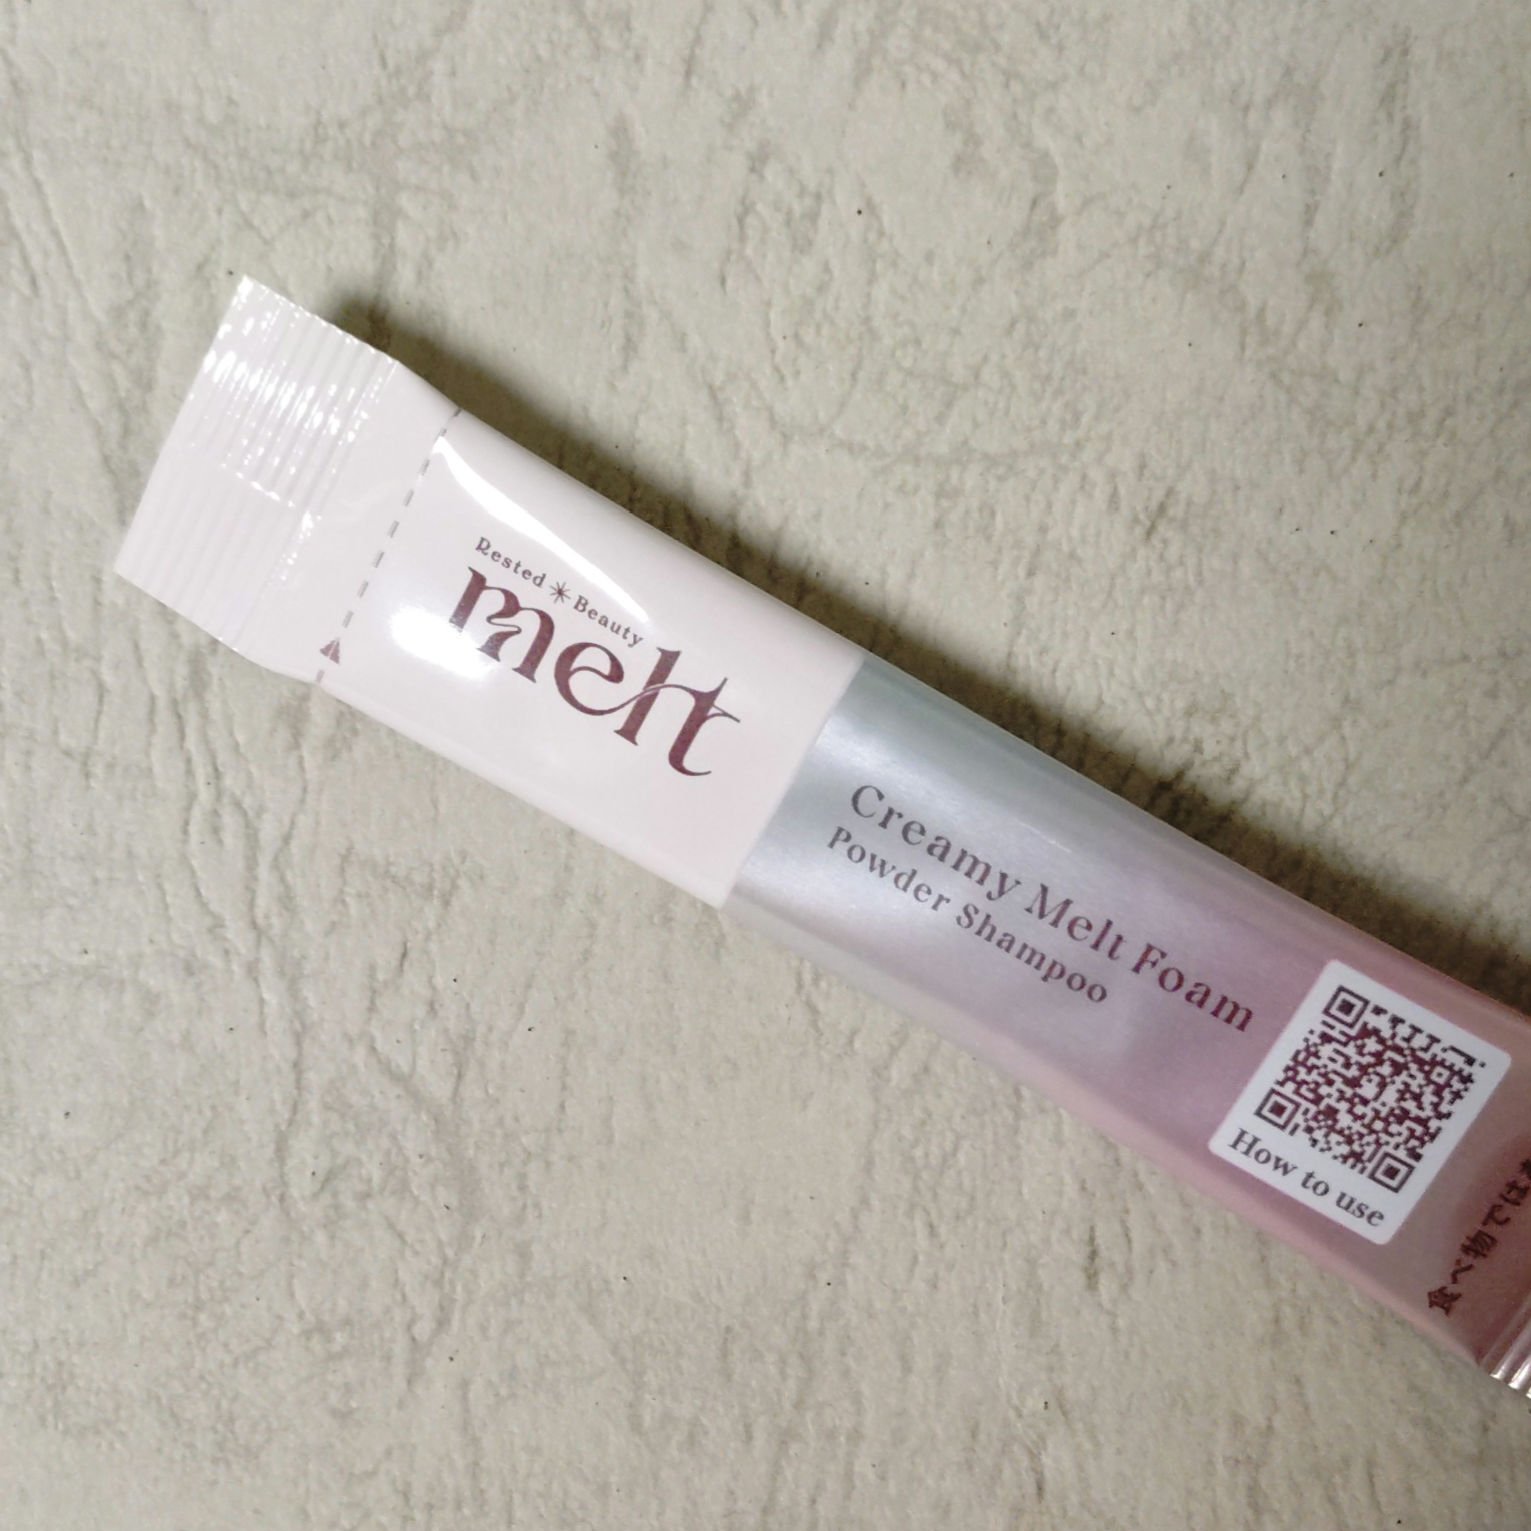 Rested Beauty
melt
Creamy Melt Foam
Powder Shampoo
How to use
食べ物では